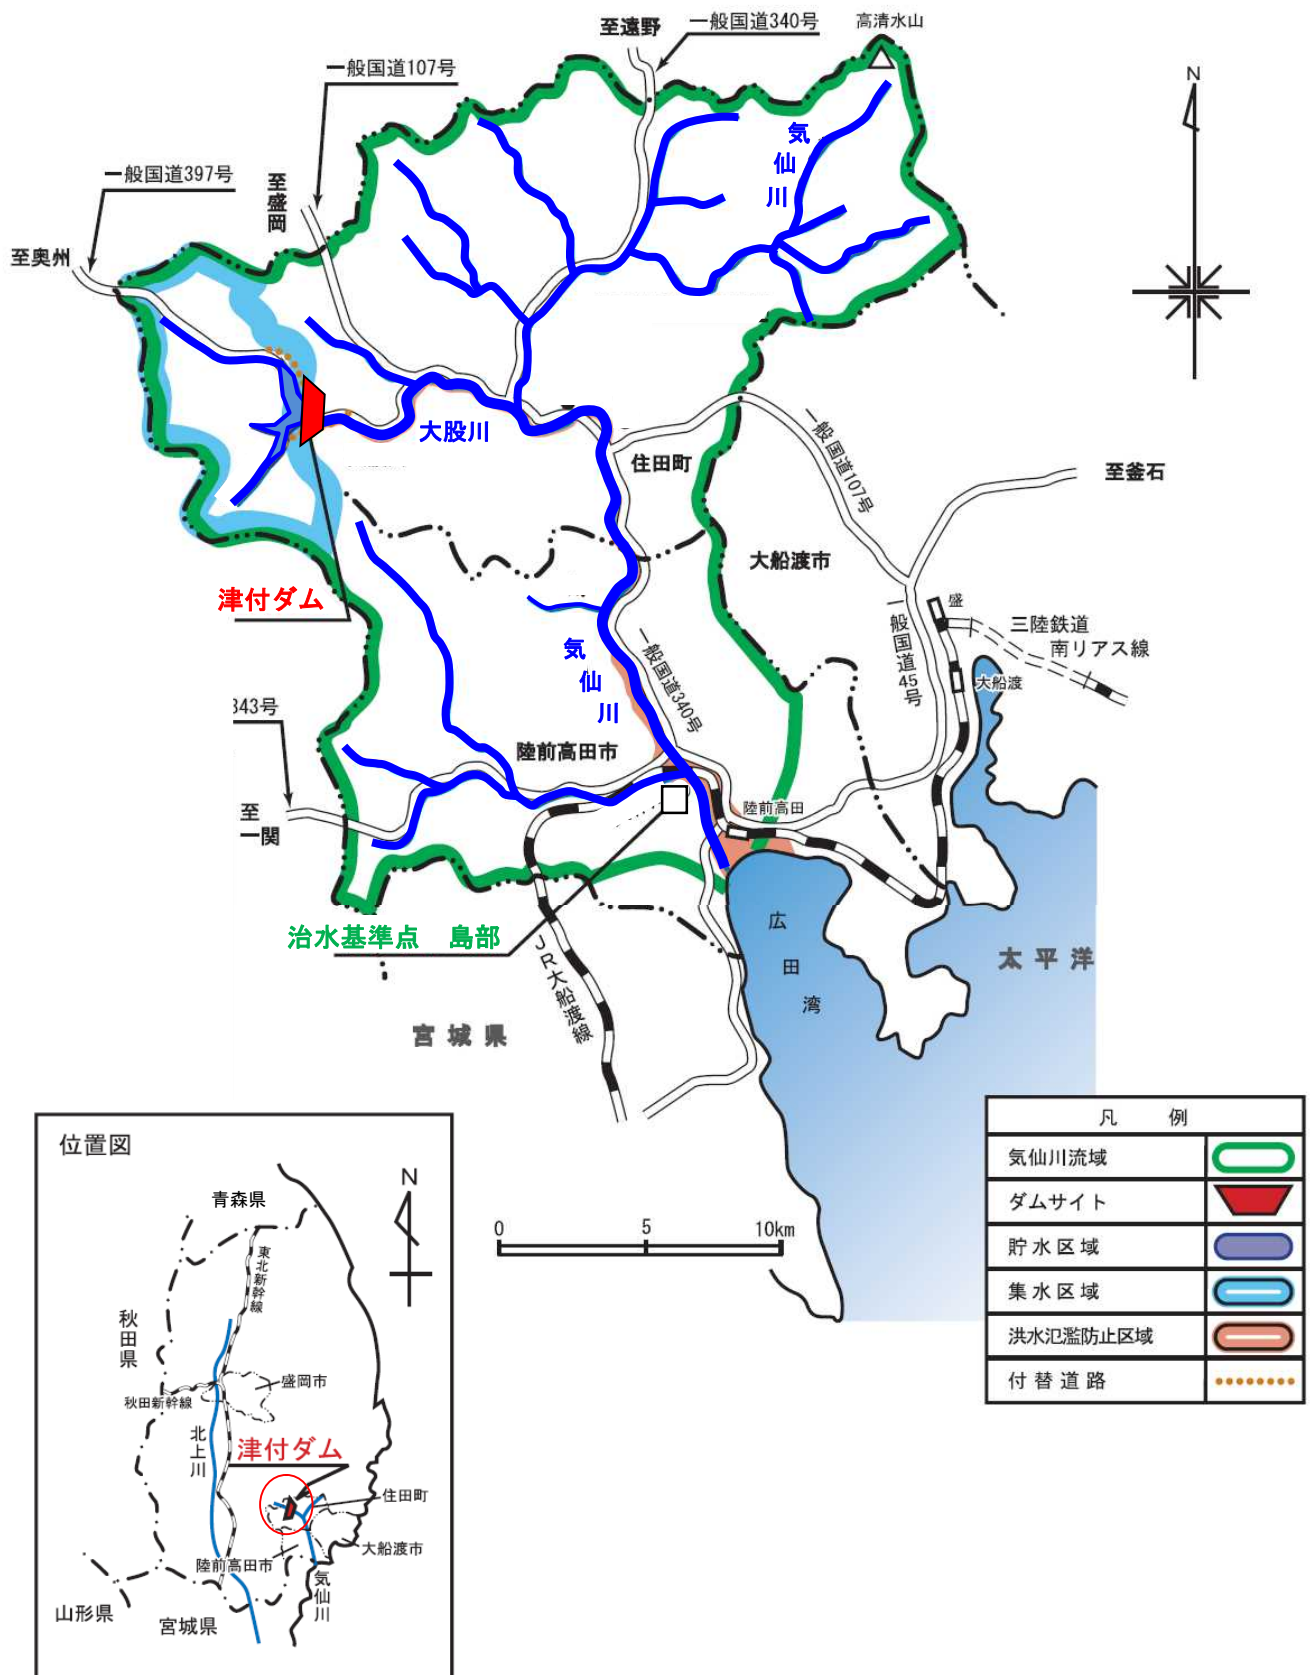 至遠野
一般国道340号
高清水山
一般国道107号
N
一般国道397号
至盛岡
至奥州
気仙川
大股川
住田町
一般国道107号
至釜石
大船渡市
津付ダム
盛
三陸鉄道
南リアス線
一般国道45号
大船渡
気仙川
一般国道340号
343号
陸前高田市
陸前高田
至一関
治水基準点 島部
JR大船渡線
広田湾
太平洋
宮城県
凡 例
気仙川流域
ダムサイト
貯水区域
集水区域
洪水氾濫防止区域
付替道路
0 5 10km
位置図
N
青森県
東北新幹線
秋田県
盛岡市
秋田新幹線
北上川
津付ダム
住田町
大船渡市
陸前高田市
気仙川
山形県
宮城県